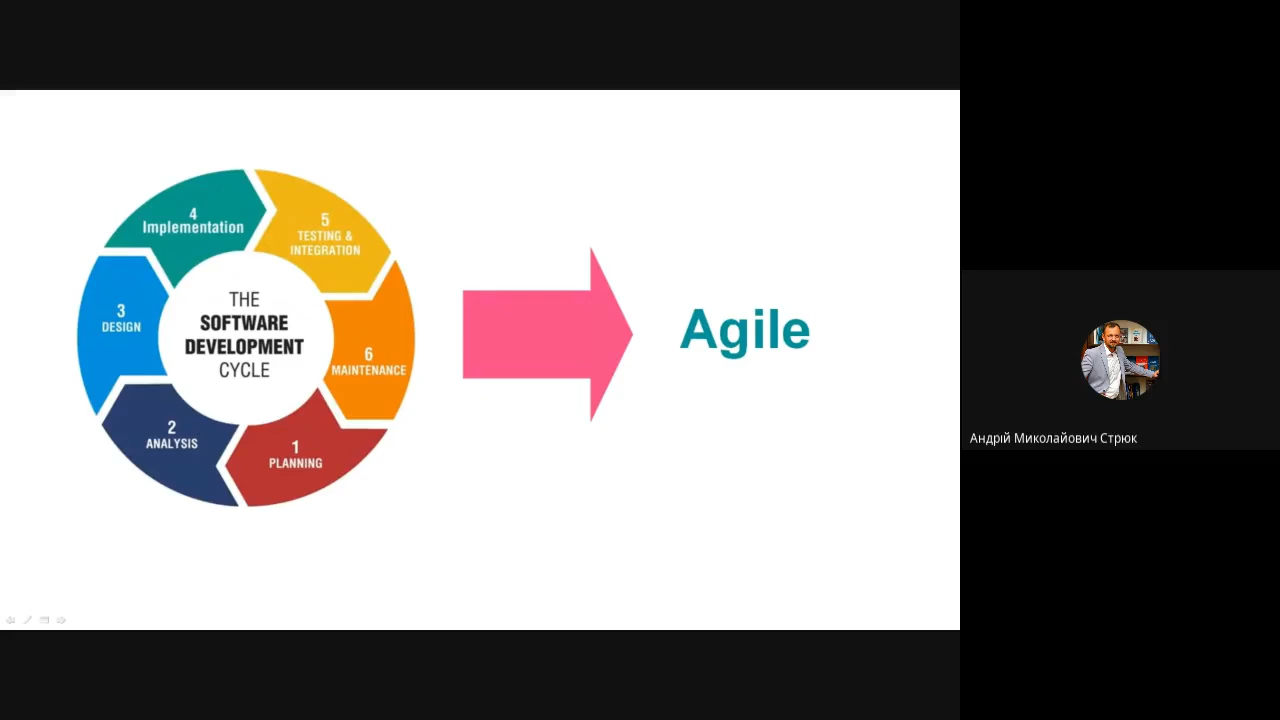 4
Implementation
5
TESTING &
INTEGRATION
3
DESIGN
THE
SOFTWARE
DEVELOPMENT
CYCLE
6
MAINTENANCE
2
ANALYSIS
1
PLANNING
Agile
Андрій Миколайович Стрюк